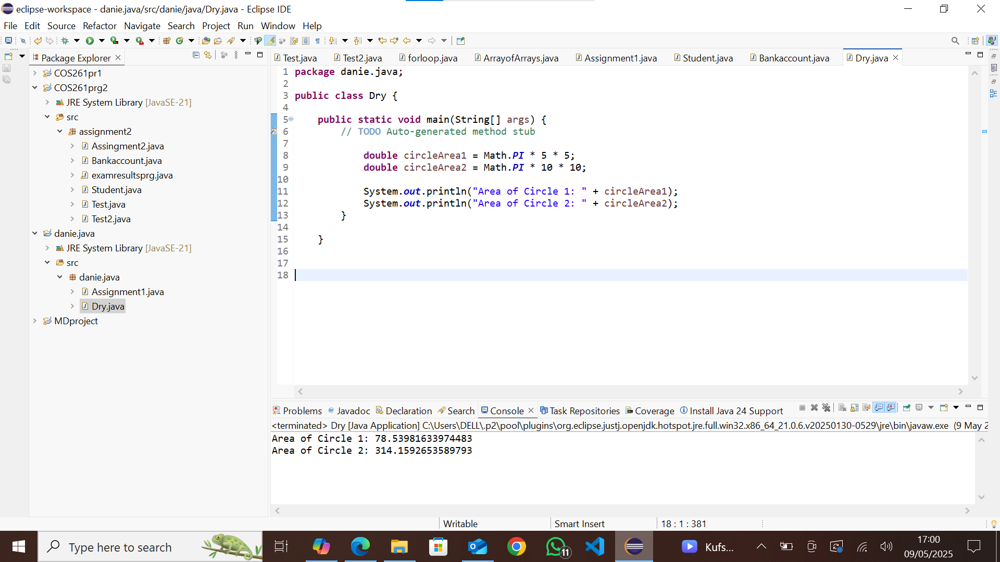 eclipse-workspace - danie.java/src/danie/java/Dry.java - Eclipse IDE
File Edit Source Refactor Navigate Search Project Run Window Help
Package Explorer
COS261pr1
COS261prg2
JRE System Library [JavaSE-21]
src
assignment2
Assingment2.java
Bankaccount.java
examresultsprg.java
Student.java
Test.java
Test2.java
danie.java
JRE System Library [JavaSE-21]
src
danie.java
Assignment1.java
Dry.java
MDproject
Test.java Test2.java forloop.java ArrayofArrays.java Assignment1.java Student.java Bankaccount.java Dry.java
1 package danie.java;
2
3 public class Dry {
4
5 public static void main(String[] args) {
6 // TODO Auto-generated method stub
7
8 double circleArea1 = Math.PI * 5 * 5;
9 double circleArea2 = Math.PI * 10 * 10;
10
11 System.out.println("Area of Circle 1: " + circleArea1);
12 System.out.println("Area of Circle 2: " + circleArea2);
13 }
14
15 }
16
17
18
Problems Javadoc Declaration Search Console Task Repositories Coverage Install Java 24 Support
<terminated> Dry [Java Application] C:\Users\DELL\.p2\pool\plugins\org.eclipse.justj.openjdk.hotspot.jre.full.win32.x86_64_21.0.6.v20250130-0529\jre\bin\javaw.exe (9 May 2
Area of Circle 1: 78.53981633974483
Area of Circle 2: 314.1592653589793
Writable Smart Insert 18 : 1 : 381
Type here to search 11 Kufs... 17:00
09/05/2025